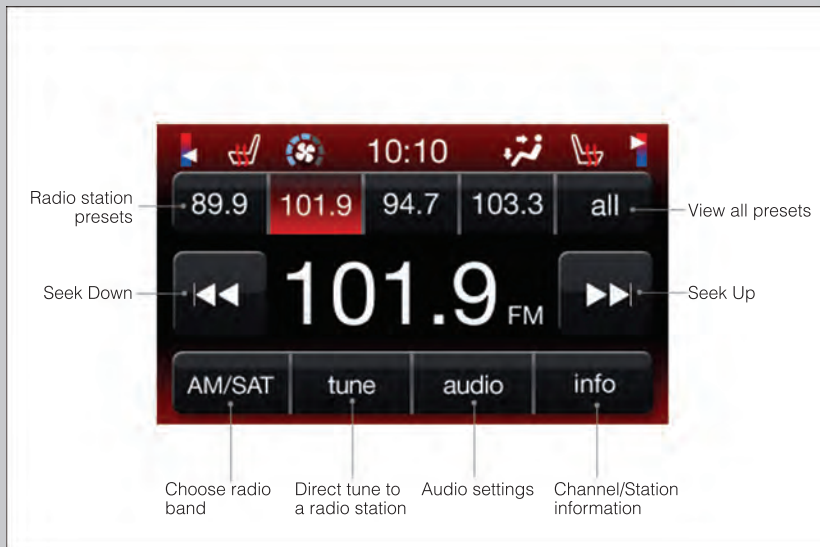 10:10
Radio station
presets
89.9 101.9 94.7 103.3 all
View all presets
Seek Down
101.9 FM
Seek Up
AM/SAT tune audio info
Choose radio
band
Direct tune to
a radio station
Audio settings
Channel/Station
information